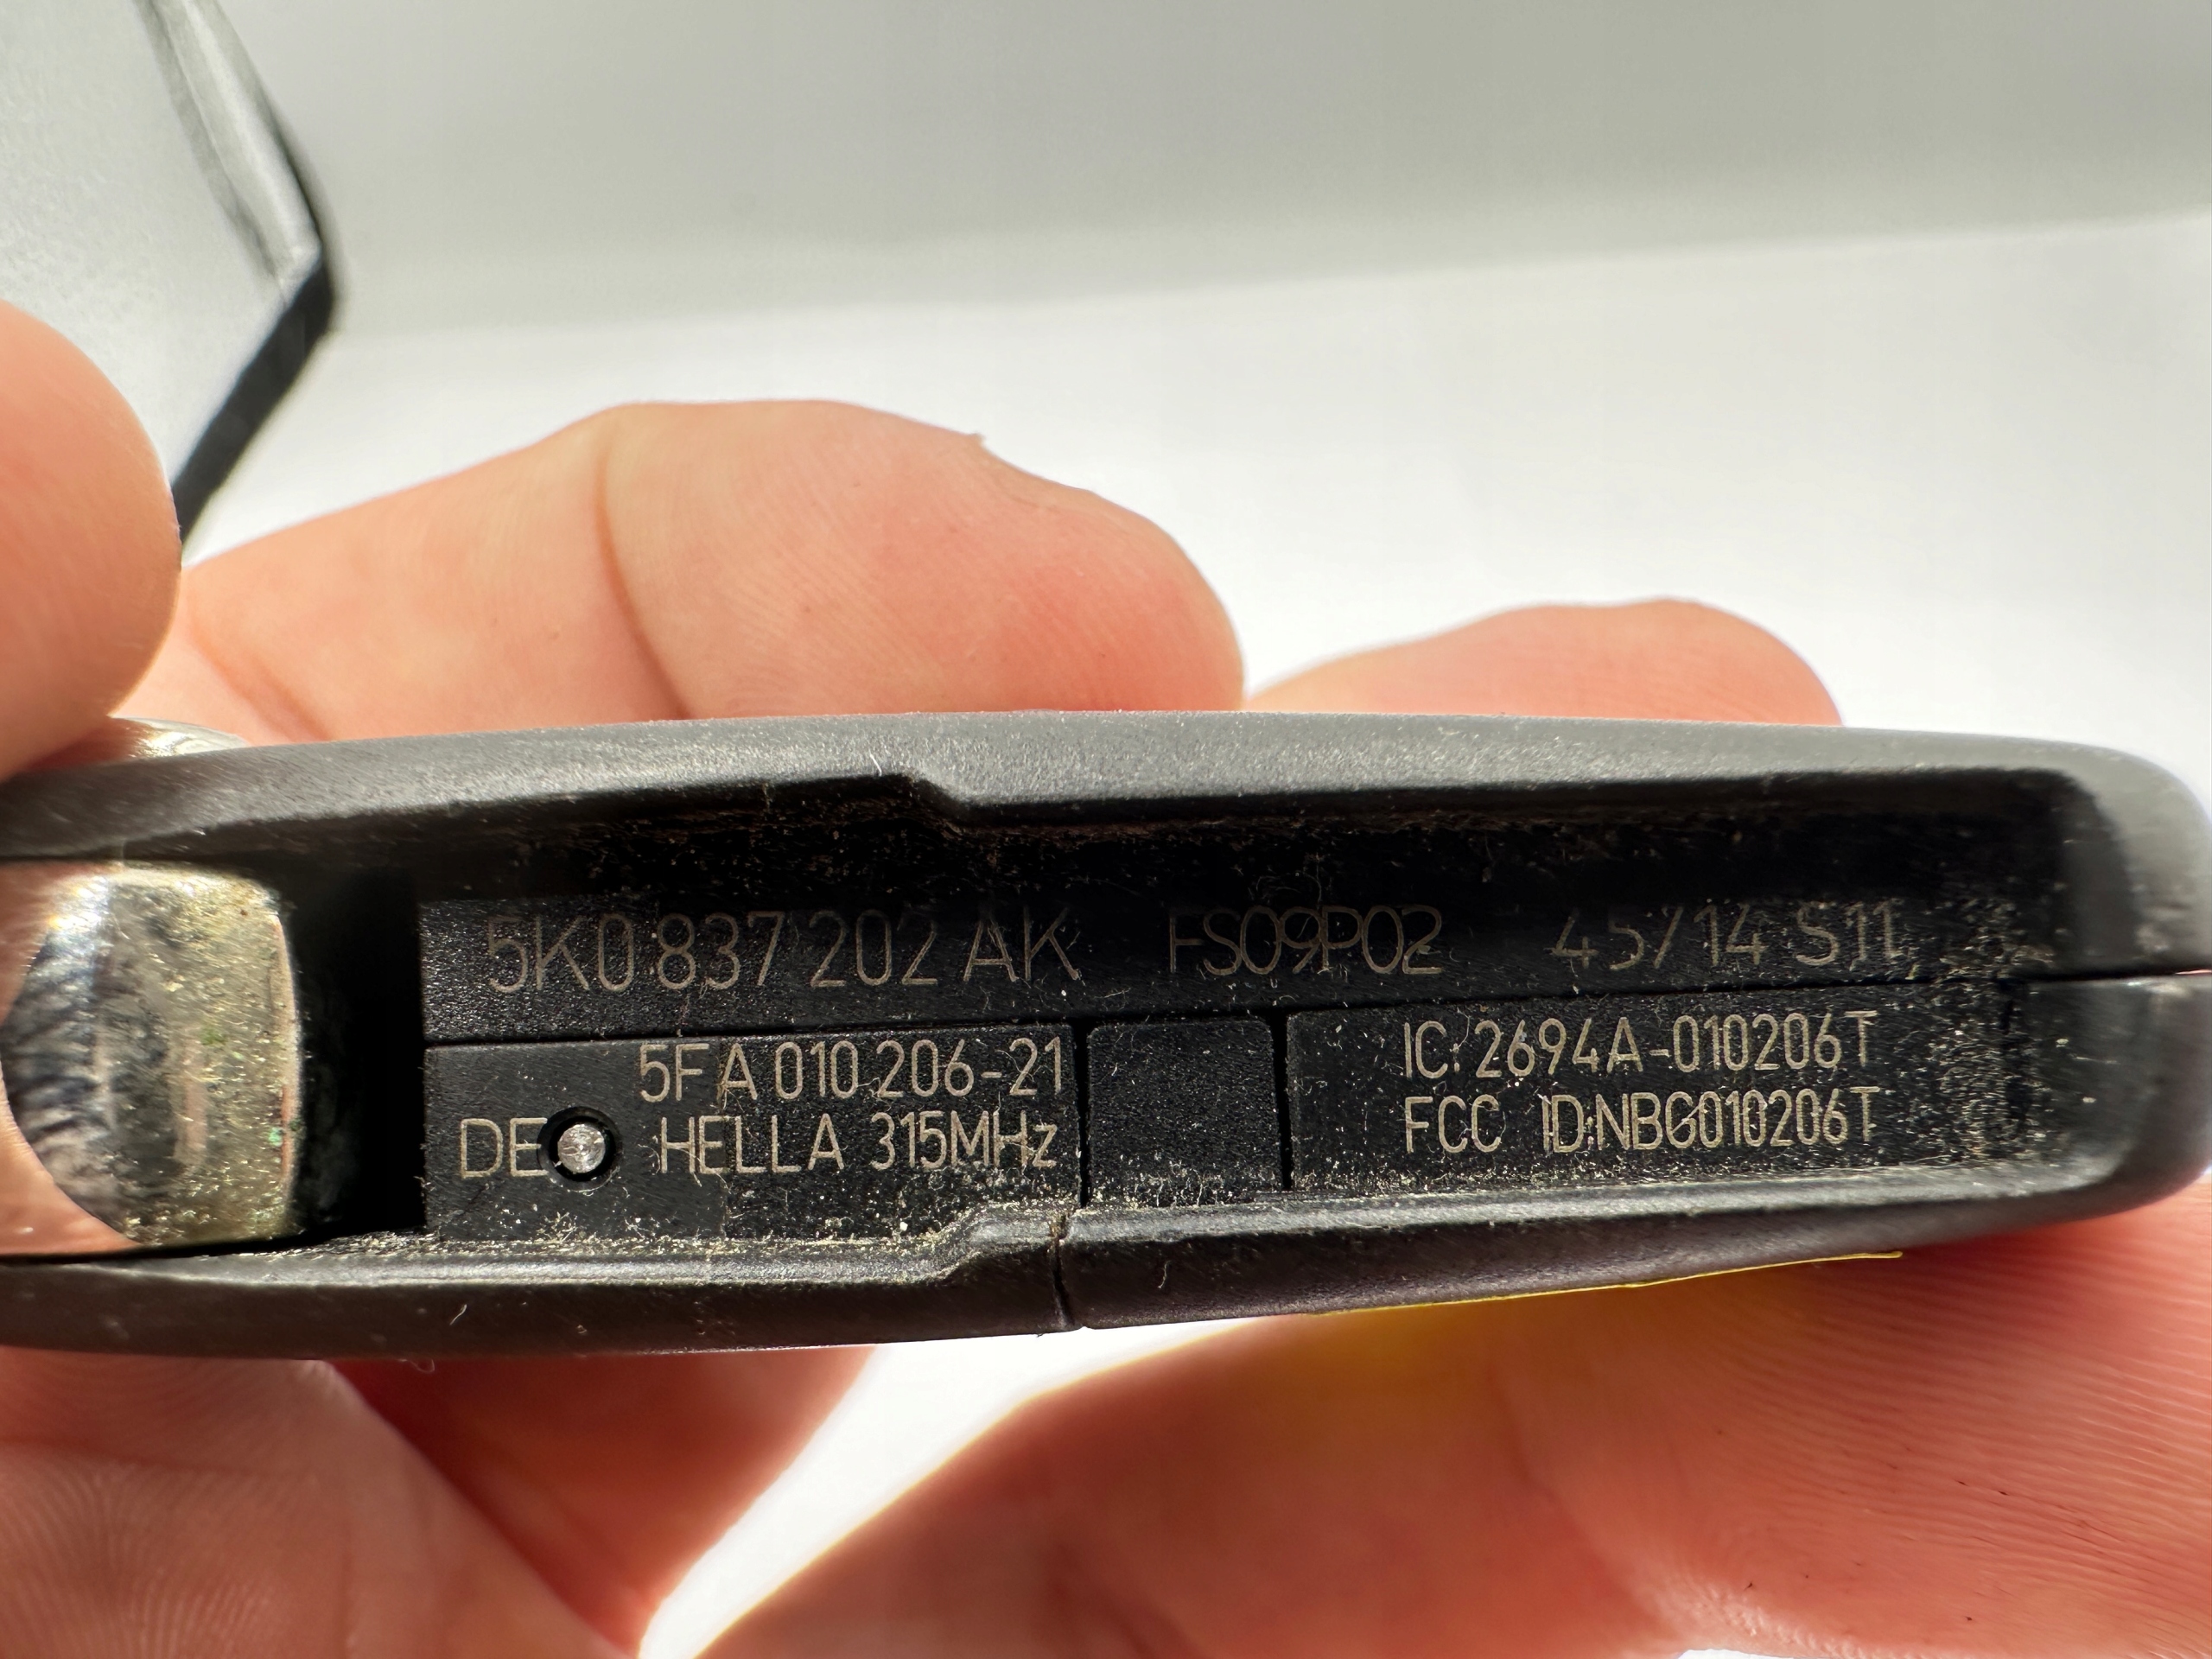 5K0 837 202 AK FS09P02 45/14 S11
5FA 010 206-21
DE HELLA 315MHz
IC: 2694A-010206T
FCC ID:NBG010206T